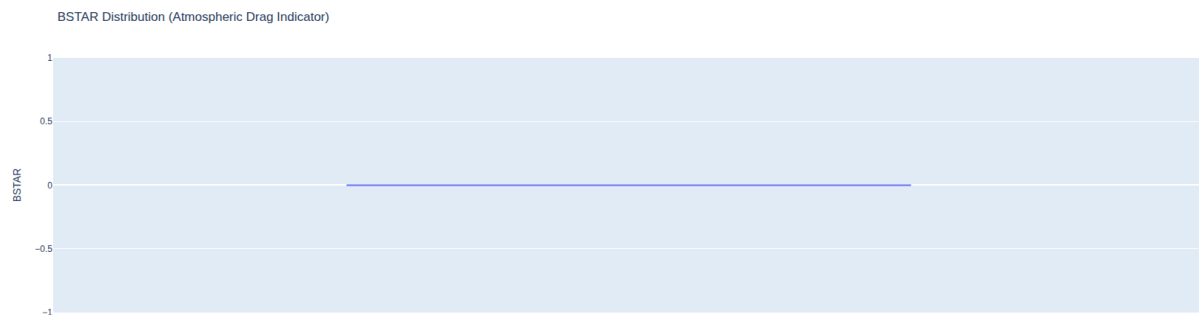 BSTAR Distribution (Atmospheric Drag Indicator)
1
0.5
BSTAR
0
−0.5
−1